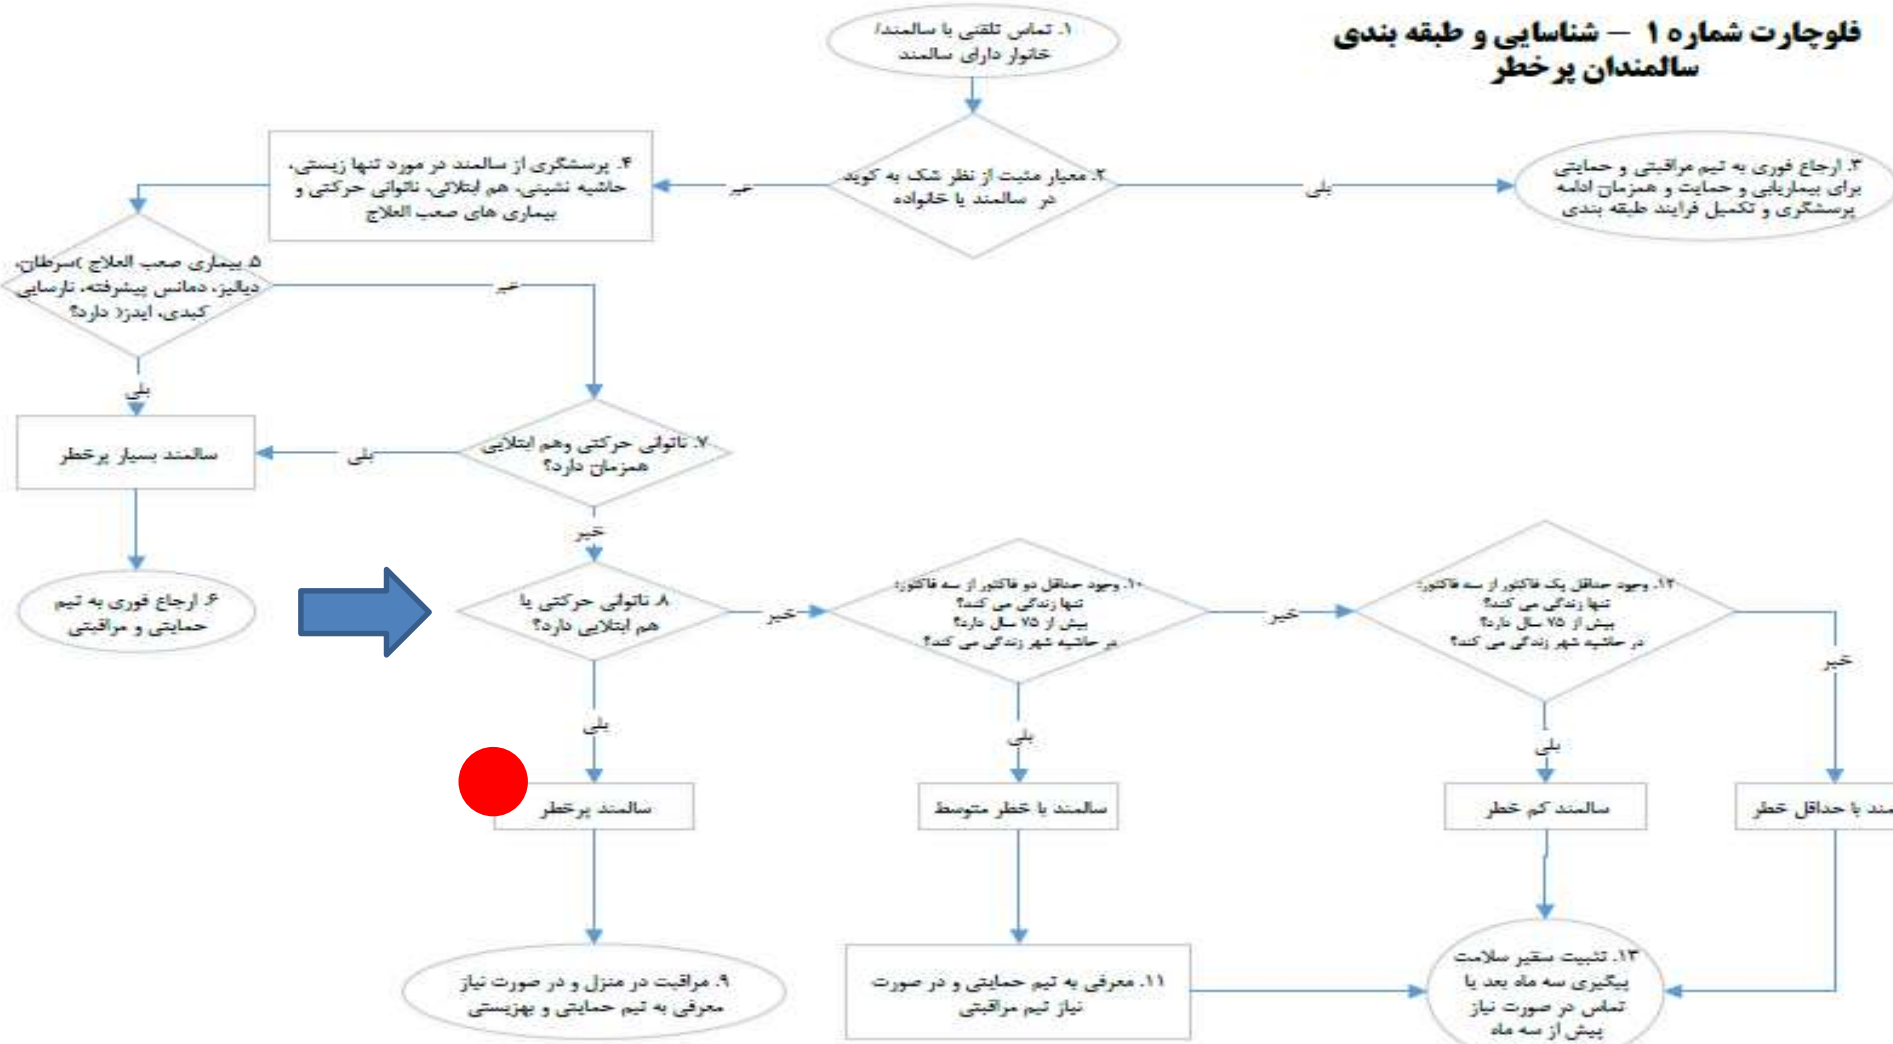 فلوچارت شماره ۱ – شناسایی و طبقه بندی
سالمندان پر خطر
۱. تماس تلفنی با سالمند/
خانوار دارای سالمند
۲. معیار مثبت از نظر شک به کوید
در سالمند یا خانواده
بلی
۳. ارجاع فوری به تیم مراقبتی و حمایتی
برای بیماریابی و حمایت و همزمان ادامه
پرسشگری و تکمیل فرایند طبقه بندی
خیر
۴. پرسشگری از سالمند در مورد تنها زیستی،
حاشیه نشینی، هم ابتلائی، ناتوانی حرکتی و
بیماری های صعب العلاج
۵. بیماری صعب العلاج )سرطان،
دیالیز، دمانس پیشرفته، نارسایی
کبدی، ایدز( دارد؟
خیر
بلی
سالمند بسیار پرخطر
۶. ارجاع فوری به تیم
حمایتی و مراقبتی
۷. ناتوانی حرکتی وهم ابتلایی
همزمان دارد؟
بلی
خیر
۸. ناتوانی حرکتی یا
هم ابتلایی دارد؟
خیر
بلی
سالمند پرخطر
۹. مراقبت در منزل و در صورت نیاز
معرفی به تیم حمایتی و بهزیستی
۱۰. وجود حداقل دو فاکتور از سه فاکتور:
تنها زندگی می کند؟
بیش از ۷۵ سال دارد؟
در حاشیه شهر زندگی می کند؟
خیر
بلی
سالمند با خطر متوسط
۱۱. معرفی به تیم حمایتی و در صورت
نیاز تیم مراقبتی
۱۲. وجود حداقل یک فاکتور از سه فاکتور:
تنها زندگی می کند؟
بیش از ۷۵ سال دارد؟
در حاشیه شهر زندگی می کند؟
خیر
بلی
سالمند کم خطر
مند با حداقل خطر
۱۳. تثبیت سفیر سلامت
پیگیری سه ماه بعد یا
تماس در صورت نیاز
پیش از سه ماه